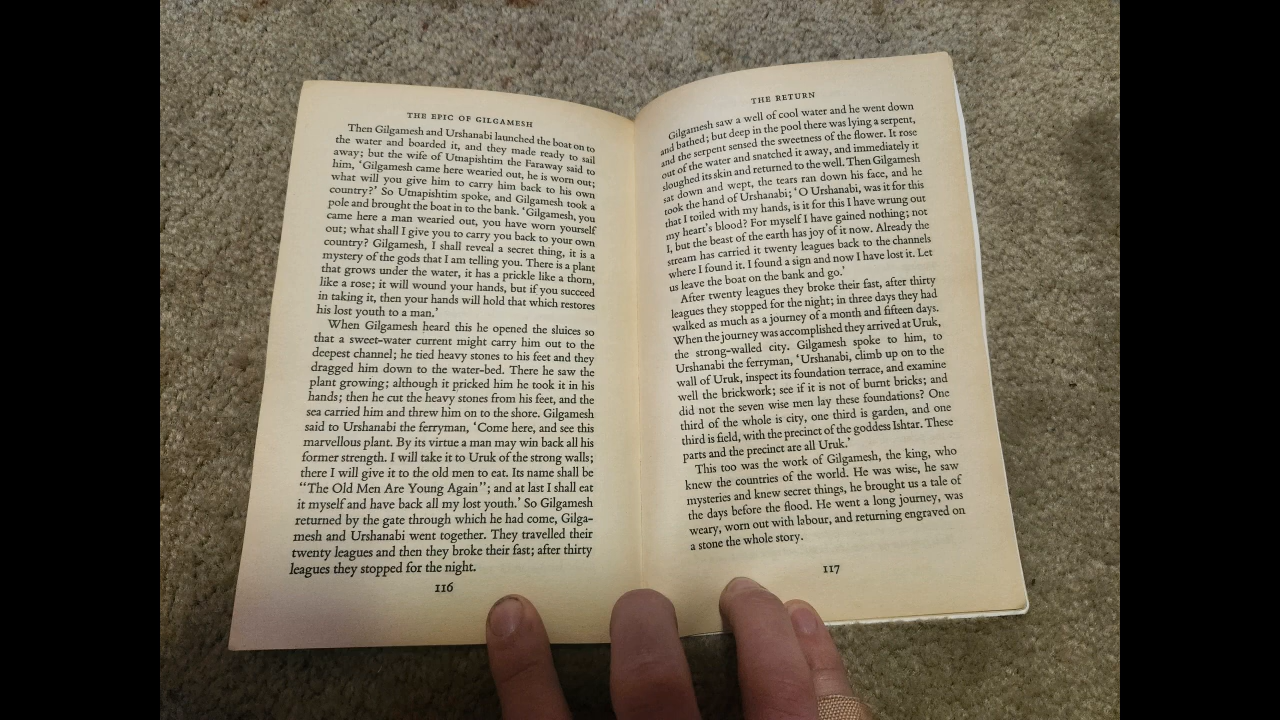 THE EPIC OF GILGAMESH
Then Gilgamesh and Urshanabi launched the boat on to
the water and boarded it, and they made ready to sail
away; but the wife of Utnapishtim the Faraway said to
him, ‘Gilgamesh came here wearied out, he is worn out;
what will you give him to carry him back to his own
country?’ So Utnapishtim spoke, and Gilgamesh took a
pole and brought the boat in to the bank. ‘Gilgamesh, you
came here a man wearied out, you have worn yourself
out; what shall I give you to carry you back to your own
country? Gilgamesh, I shall reveal a secret thing, it is a
mystery of the gods that I am telling you. There is a plant
that grows under the water, it has a prickle like a thorn,
like a rose; it will wound your hands, but if you succeed
in taking it, then your hands will hold that which restores
his lost youth to a man.’
When Gilgamesh heard this he opened the sluices so
that a sweet-water current might carry him out to the
deepest channel; he tied heavy stones to his feet and they
dragged him down to the water-bed. There he saw the
plant growing; although it pricked him he took it in his
hands; then he cut the heavy stones from his feet, and the
sea carried him and threw him on to the shore. Gilgamesh
said to Urshanabi the ferryman, ‘Come here, and see this
marvellous plant. By its virtue a man may win back all his
former strength. I will take it to Uruk of the strong walls;
there I will give it to the old men to eat. Its name shall be
“The Old Men Are Young Again”; and at last I shall eat
it myself and have back all my lost youth.’ So Gilgamesh
returned by the gate through which he had come, Gilga-
mesh and Urshanabi went together. They travelled their
twenty leagues and then they broke their fast; after thirty
leagues they stopped for the night.
116
THE RETURN
Gilgamesh saw a well of cool water and he went down
and bathed; but deep in the pool there was lying a serpent,
and the serpent sensed the sweetness of the flower. It rose
out of the water and snatched it away, and immediately it
sloughed its skin and returned to the well. Then Gilgamesh
sat down and wept, the tears ran down his face, and he
took the hand of Urshanabi; ‘O Urshanabi, was it for this
that I toiled with my hands, is it for this I have wrung out
my heart’s blood? For myself I have gained nothing; not
I, but the beast of the earth has joy of it now. Already the
stream has carried it twenty leagues back to the channels
where I found it. I found a sign and now I have lost it. Let
us leave the boat on the bank and go.’
After twenty leagues they broke their fast, after thirty
leagues they stopped for the night; in three days they had
walked as much as a journey of a month and fifteen days.
When the journey was accomplished they arrived at Uruk,
the strong-walled city. Gilgamesh spoke to him, to
Urshanabi the ferryman, ‘Urshanabi, climb up on to the
wall of Uruk, inspect its foundation terrace, and examine
well the brickwork; see if it is not of burnt bricks; and
did not the seven wise men lay these foundations? One
third of the whole is city, one third is garden, and one
third is field, with the precinct of the goddess Ishtar. These
parts and the precinct are all Uruk.’
This too was the work of Gilgamesh, the king, who
knew the countries of the world. He was wise, he saw
mysteries and knew secret things, he brought us a tale of
the days before the flood. He went a long journey, was
weary, worn out with labour, and returning engraved on
a stone the whole story.
117